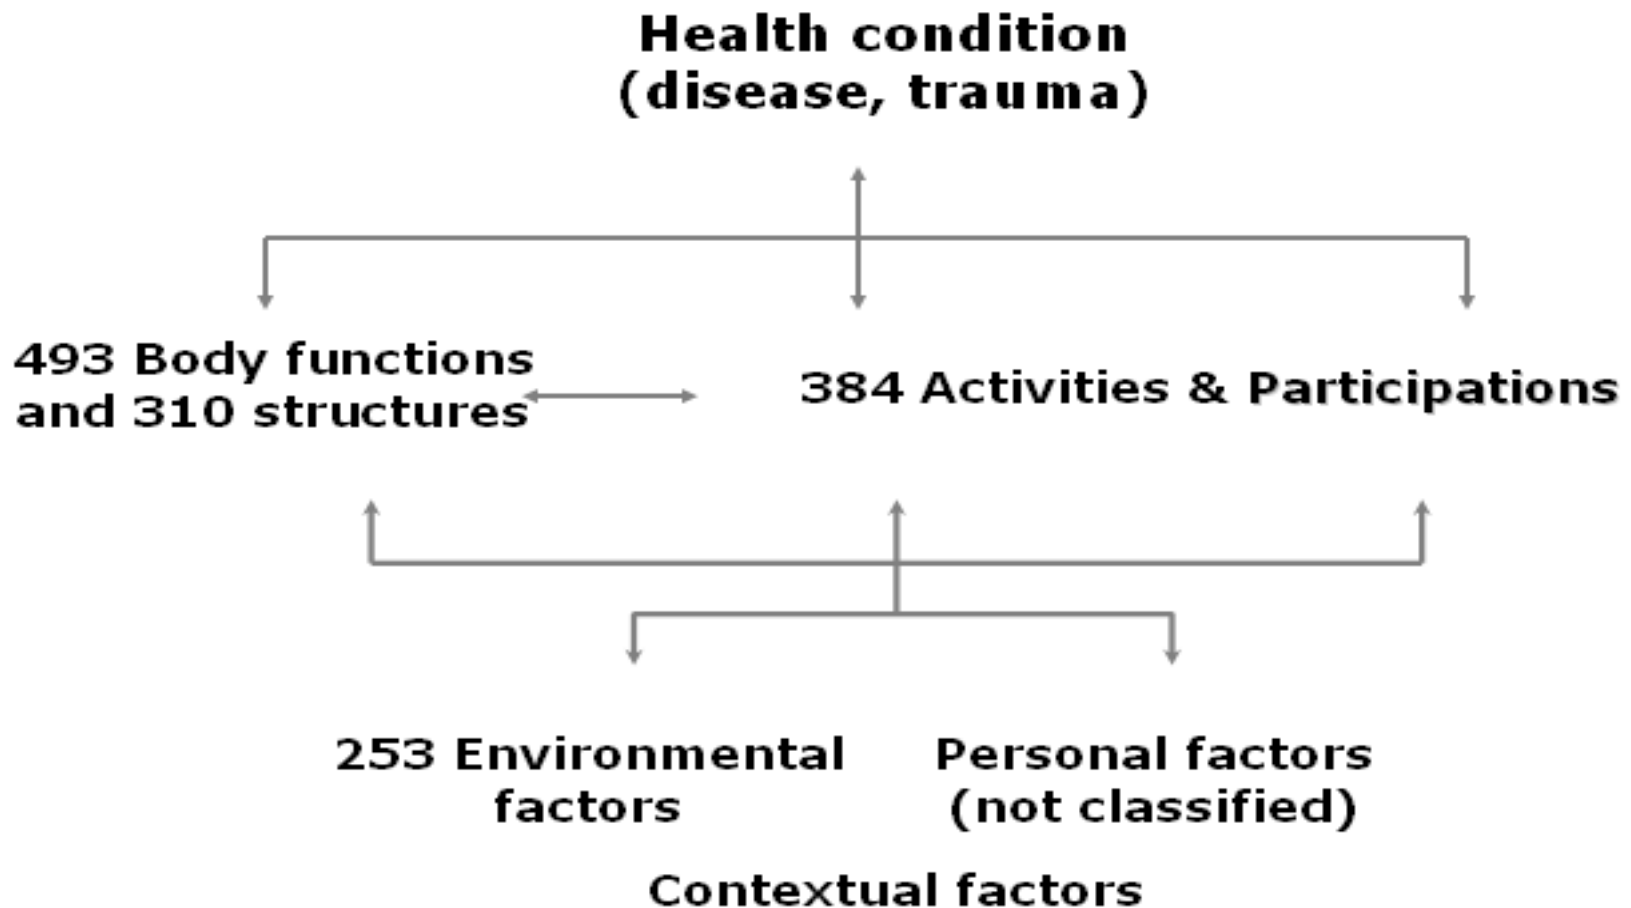 Health condition
(disease, trauma)
493 Body functions
and 310 structures
384 Activities & Participations
253 Environmental
factors
Personal factors
(not classified)
Contextual factors